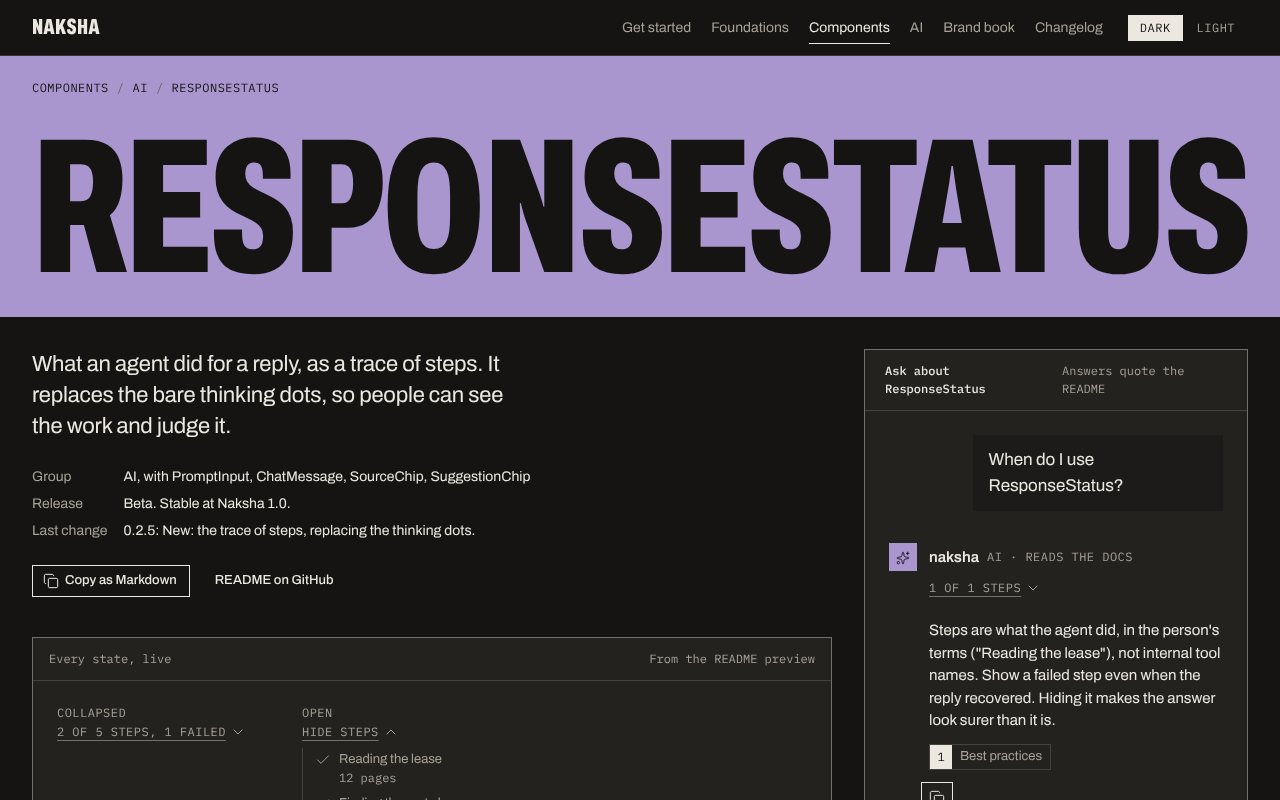 NAKSHA
Get started
Foundations
Components
AI
Brand book
Changelog
DARK
LIGHT
COMPONENTS / AI / RESPONSESTATUS
RESPONSESTATUS
What an agent did for a reply, as a trace of steps. It
replaces the bare thinking dots, so people can see
the work and judge it.
Group AI, with PromptInput, ChatMessage, SourceChip, SuggestionChip
Release Beta. Stable at Naksha 1.0.
Last change 0.2.5: New: the trace of steps, replacing the thinking dots.
Copy as Markdown
README on GitHub
Every state, live
From the README preview
COLLAPSED
2 OF 5 STEPS, 1 FAILED
OPEN
HIDE STEPS
Reading the lease
12 pages
Ask about
ResponseStatus
Answers quote the
README
When do I use
ResponseStatus?
naksha AI · READS THE DOCS
1 OF 1 STEPS
Steps are what the agent did, in the person's
terms ("Reading the lease"), not internal tool
names. Show a failed step even when the
reply recovered. Hiding it makes the answer
look surer than it is.
1 Best practices